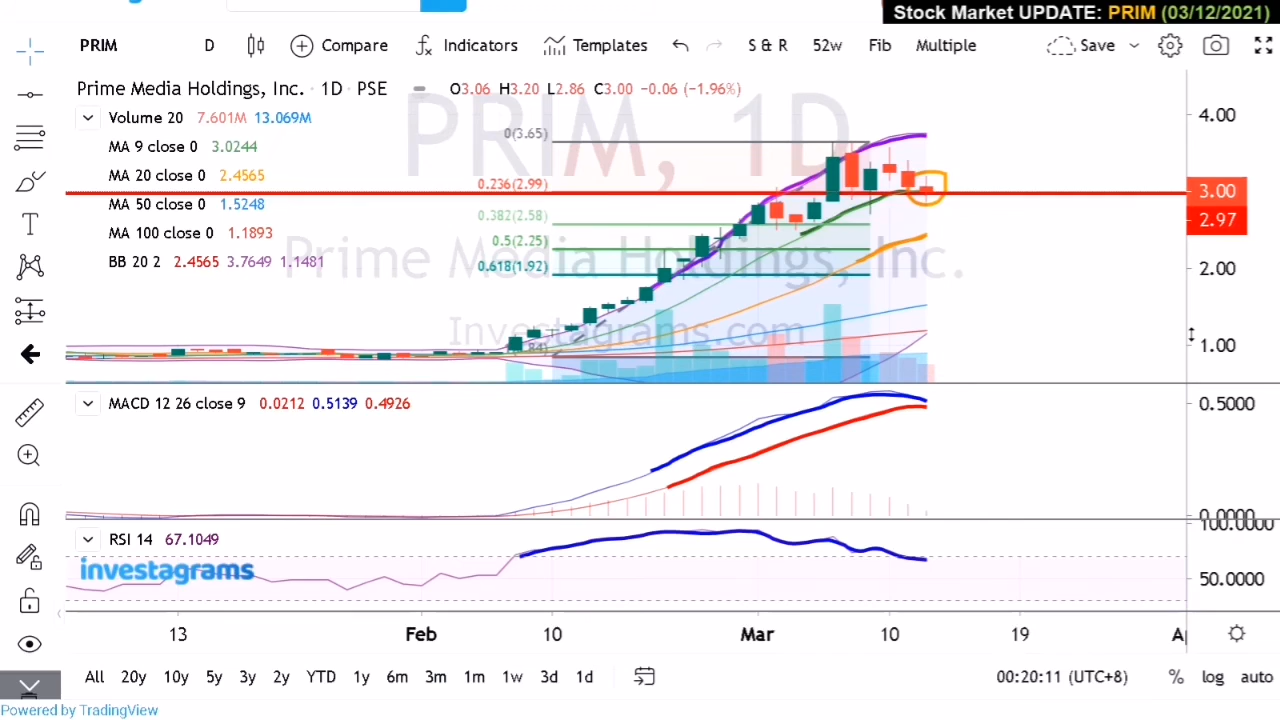 Stock Market UPDATE: PRIM (03/12/2021)
PRIM D Compare Indicators Templates S & R 52w Fib Multiple Save
Prime Media Holdings, Inc. · 1D · PSE O3.06 H3.20 L2.86 C3.00 −0.06 (−1.96%)
Volume 20 7.601M 13.069M
MA 9 close 0 3.0244
MA 20 close 0 2.4565
MA 50 close 0 1.5248
MA 100 close 0 1.1893
BB 20 2 2.4565 3.7649 1.1481
PRIM, 1D
Prime Media Holdings, Inc.
Investagrams.com
0(3.65)
0.236(2.99)
0.382(2.58)
0.5(2.25)
0.618(1.92)
4.00
3.00
2.97
2.00
1.00
MACD 12 26 close 9 0.0212 0.5139 0.4926
0.5000
0.0000
RSI 14 67.1049
100.0000
50.0000
investagrams
13 Feb 10 Mar 10 19
All 20y 10y 5y 3y 2y YTD 1y 6m 3m 1m 1w 3d 1d 00:20:11 (UTC+8) % log auto
Powered by TradingView